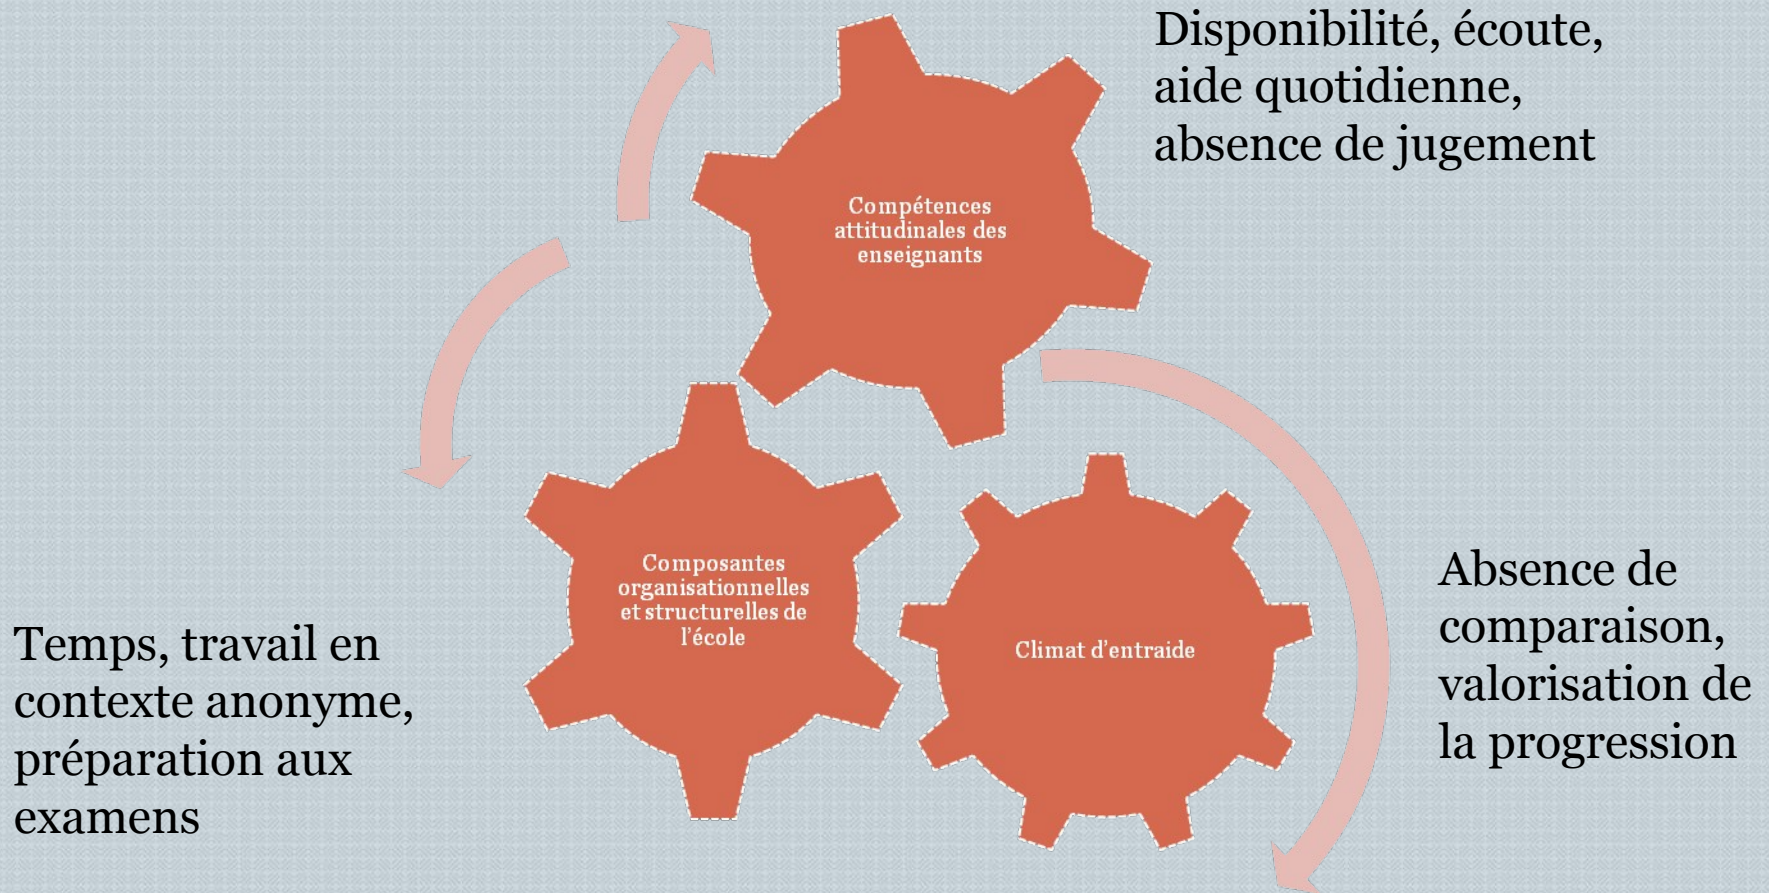 Disponibilité, écoute,
aide quotidienne,
absence de jugement
Compétences
attitudinales des
enseignants
Composantes
organisationnelles
et structurelles de
l'école
Climat d'entraide
Temps, travail en
contexte anonyme,
préparation aux
examens
Absence de
comparaison,
valorisation de
la progression